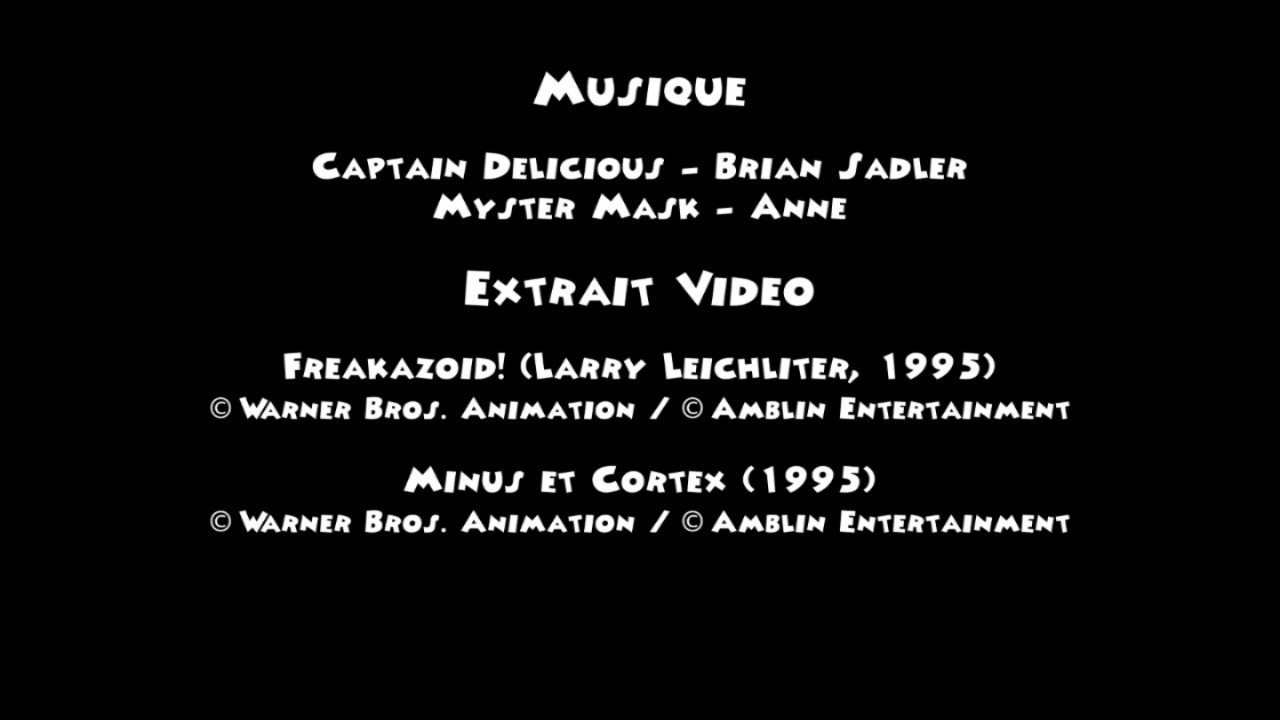 Musique
Captain Delicious - Brian Sadler
Myster Mask - Anne
Extrait Video
Freakazoid! (Larry Leichliter, 1995)
© Warner Bros. Animation / © Amblin Entertainment
Minus et Cortex (1995)
© Warner Bros. Animation / © Amblin Entertainment